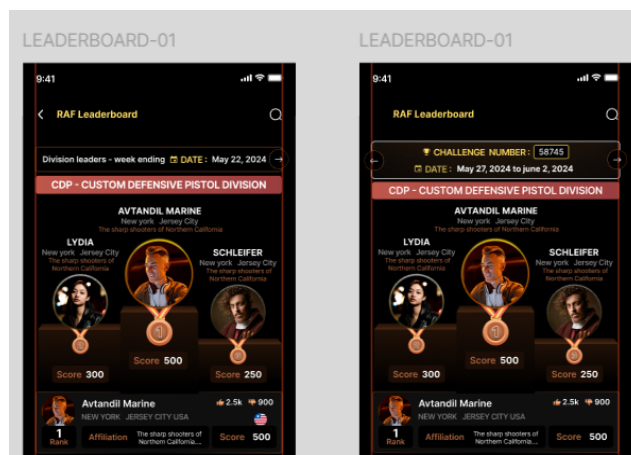 LEADERBOARD-01
9:41
RAF Leaderboard
Division leaders - week ending DATE : May 22, 2024
CDP - CUSTOM DEFENSIVE PISTOL DIVISION
AVTANDIL MARINE
New york Jersey City
The sharp shooters of Northern California
LYDIA
New york Jersey City
The sharp shooters of
Northern California
SCHLEIFER
New york Jersey City
The sharp shooters of
Northern California
1
Score 500
Score 300
Score 250
Avtandil Marine
2.5k 900
NEW YORK JERSEY CITY USA
1
Rank
Affiliation
The sharp shooters of
Northern California....
Score 500
LEADERBOARD-01
9:41
RAF Leaderboard
CHALLENGE NUMBER : 58745
DATE : May 27, 2024 to june 2, 2024
CDP - CUSTOM DEFENSIVE PISTOL DIVISION
AVTANDIL MARINE
New york Jersey City
The sharp shooters of Northern California
LYDIA
New york Jersey City
The sharp shooters of
Northern California
SCHLEIFER
New york Jersey City
The sharp shooters of
Northern California
1
Score 500
Score 300
Score 250
Avtandil Marine
2.5k 900
NEW YORK JERSEY CITY USA
1
Rank
Affiliation
The sharp shooters of
Northern California....
Score 500